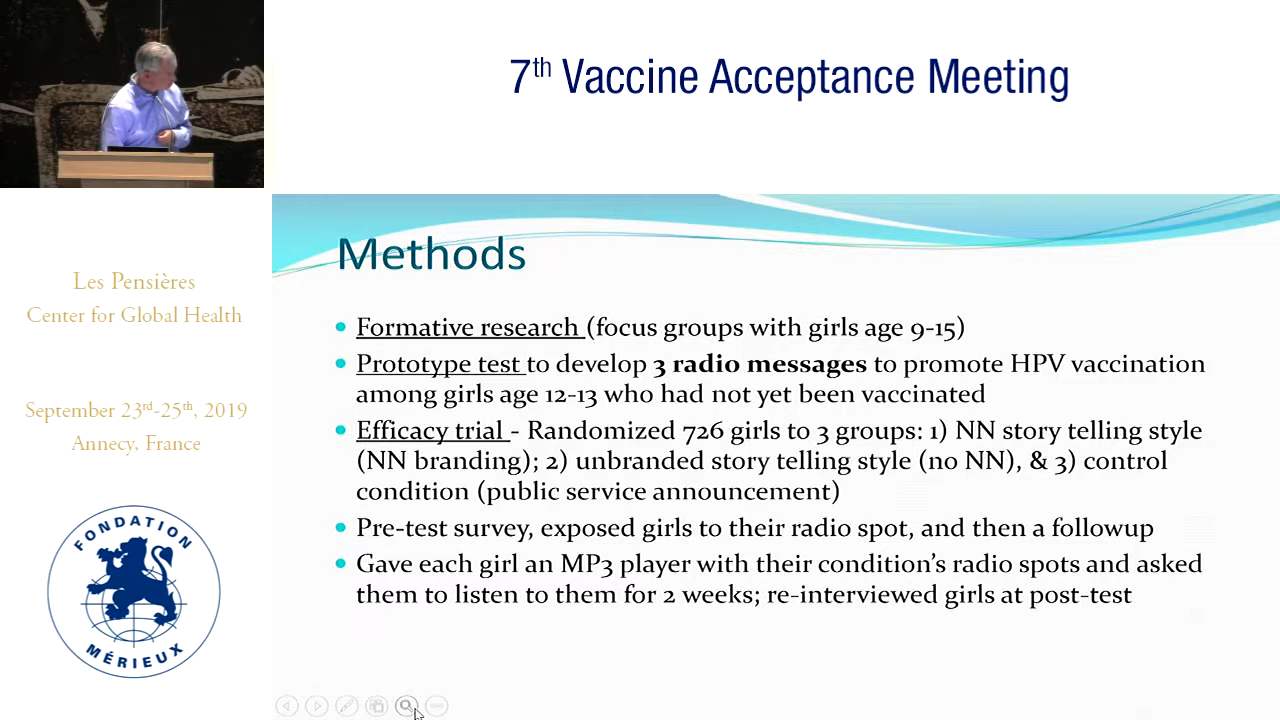 7th Vaccine Acceptance Meeting
Les Pensières
Center for Global Health
September 23rd-25th, 2019
Annecy, France
FONDATION
MÉRIEUX
Methods
• Formative research (focus groups with girls age 9-15)
• Prototype test to develop 3 radio messages to promote HPV vaccination
among girls age 12-13 who had not yet been vaccinated
• Efficacy trial - Randomized 726 girls to 3 groups: 1) NN story telling style
(NN branding); 2) unbranded story telling style (no NN), & 3) control
condition (public service announcement)
• Pre-test survey, exposed girls to their radio spot, and then a followup
• Gave each girl an MP3 player with their condition's radio spots and asked
them to listen to them for 2 weeks; re-interviewed girls at post-test